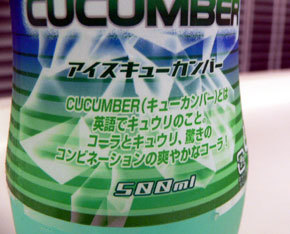 CUCUMBER
アイスキューカンバー
CUCUMBER(キューカンバー)とは
英語でキュウリのこと。
コーラとキュウリ、驚きの
コンビネーションの爽やかなコーラ!
500ml